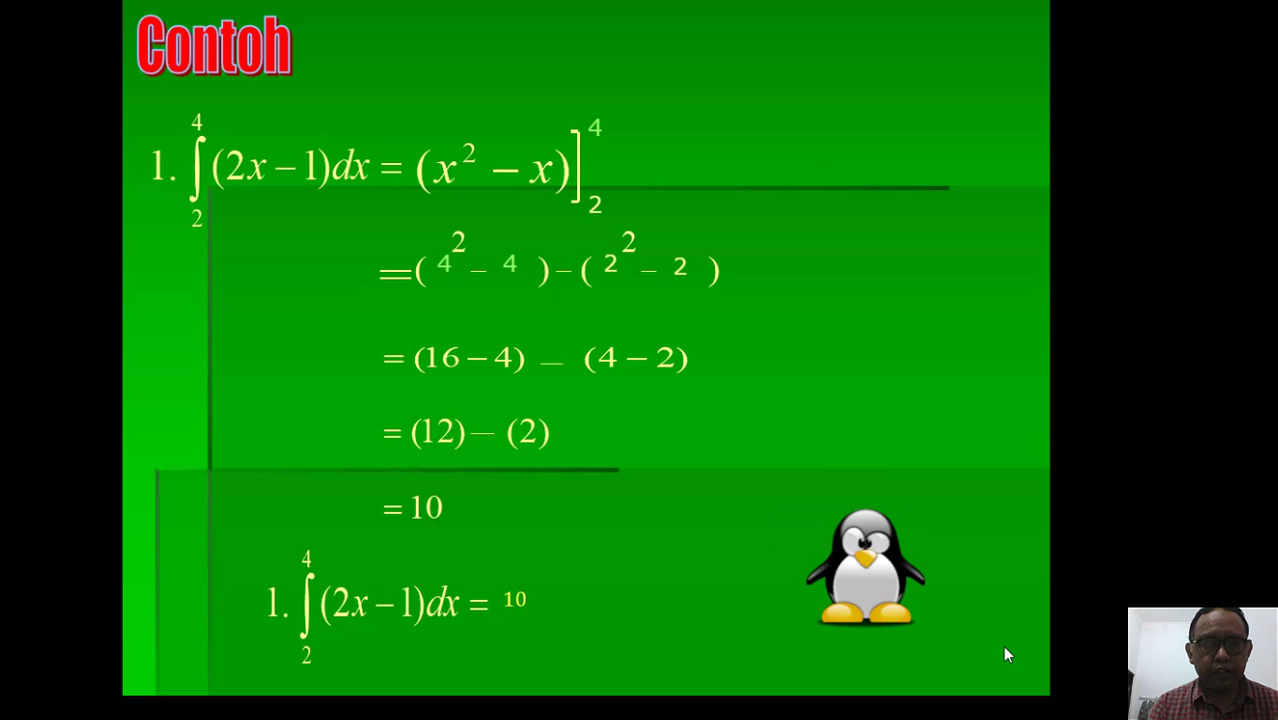 Contoh
1. ∫₂⁴ (2x − 1)dx = (x² − x)]₂⁴
= (4² − 4) − (2² − 2)
= (16 − 4) − (4 − 2)
= (12) − (2)
= 10
1. ∫₂⁴ (2x − 1)dx = 10